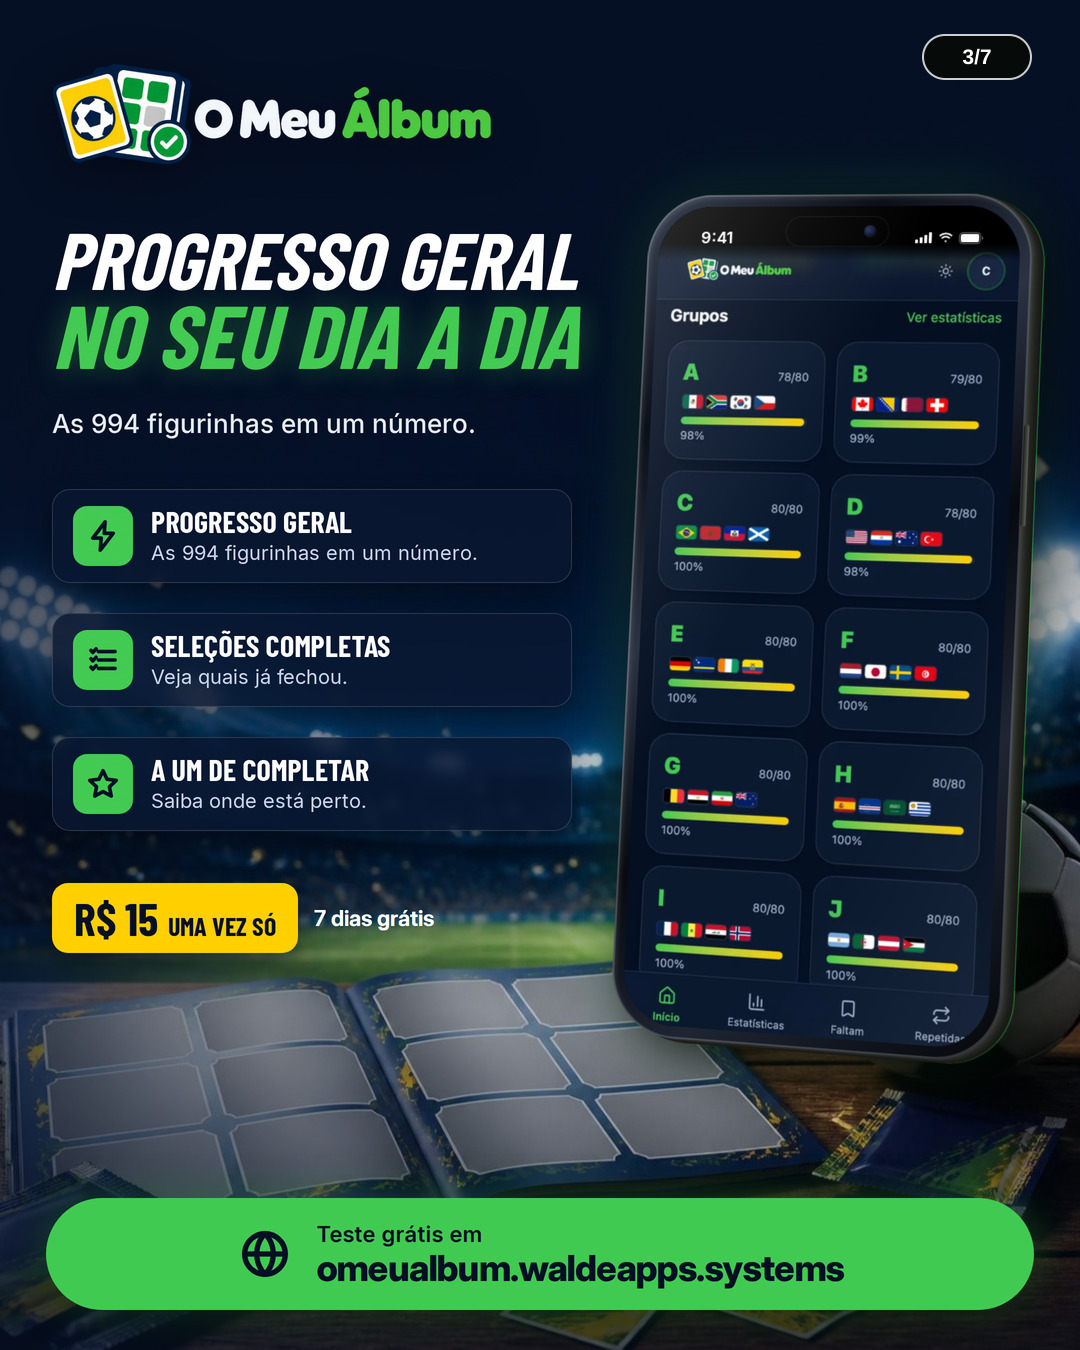 3/7
O Meu Álbum
PROGRESSO GERAL
NO SEU DIA A DIA
As 994 figurinhas em um número.
PROGRESSO GERAL
As 994 figurinhas em um número.
SELEÇÕES COMPLETAS
Veja quais já fechou.
A UM DE COMPLETAR
Saiba onde está perto.
R$ 15 UMA VEZ SÓ
7 dias grátis
9:41
O Meu Álbum
C
Grupos
Ver estatísticas
A
78/80
98%
B
79/80
99%
C
80/80
100%
D
78/80
98%
E
80/80
100%
F
80/80
100%
G
80/80
100%
H
80/80
100%
I
80/80
100%
J
80/80
100%
Início
Estatísticas
Faltam
Repetidas
Teste grátis em
omeualbum.waldeapps.systems